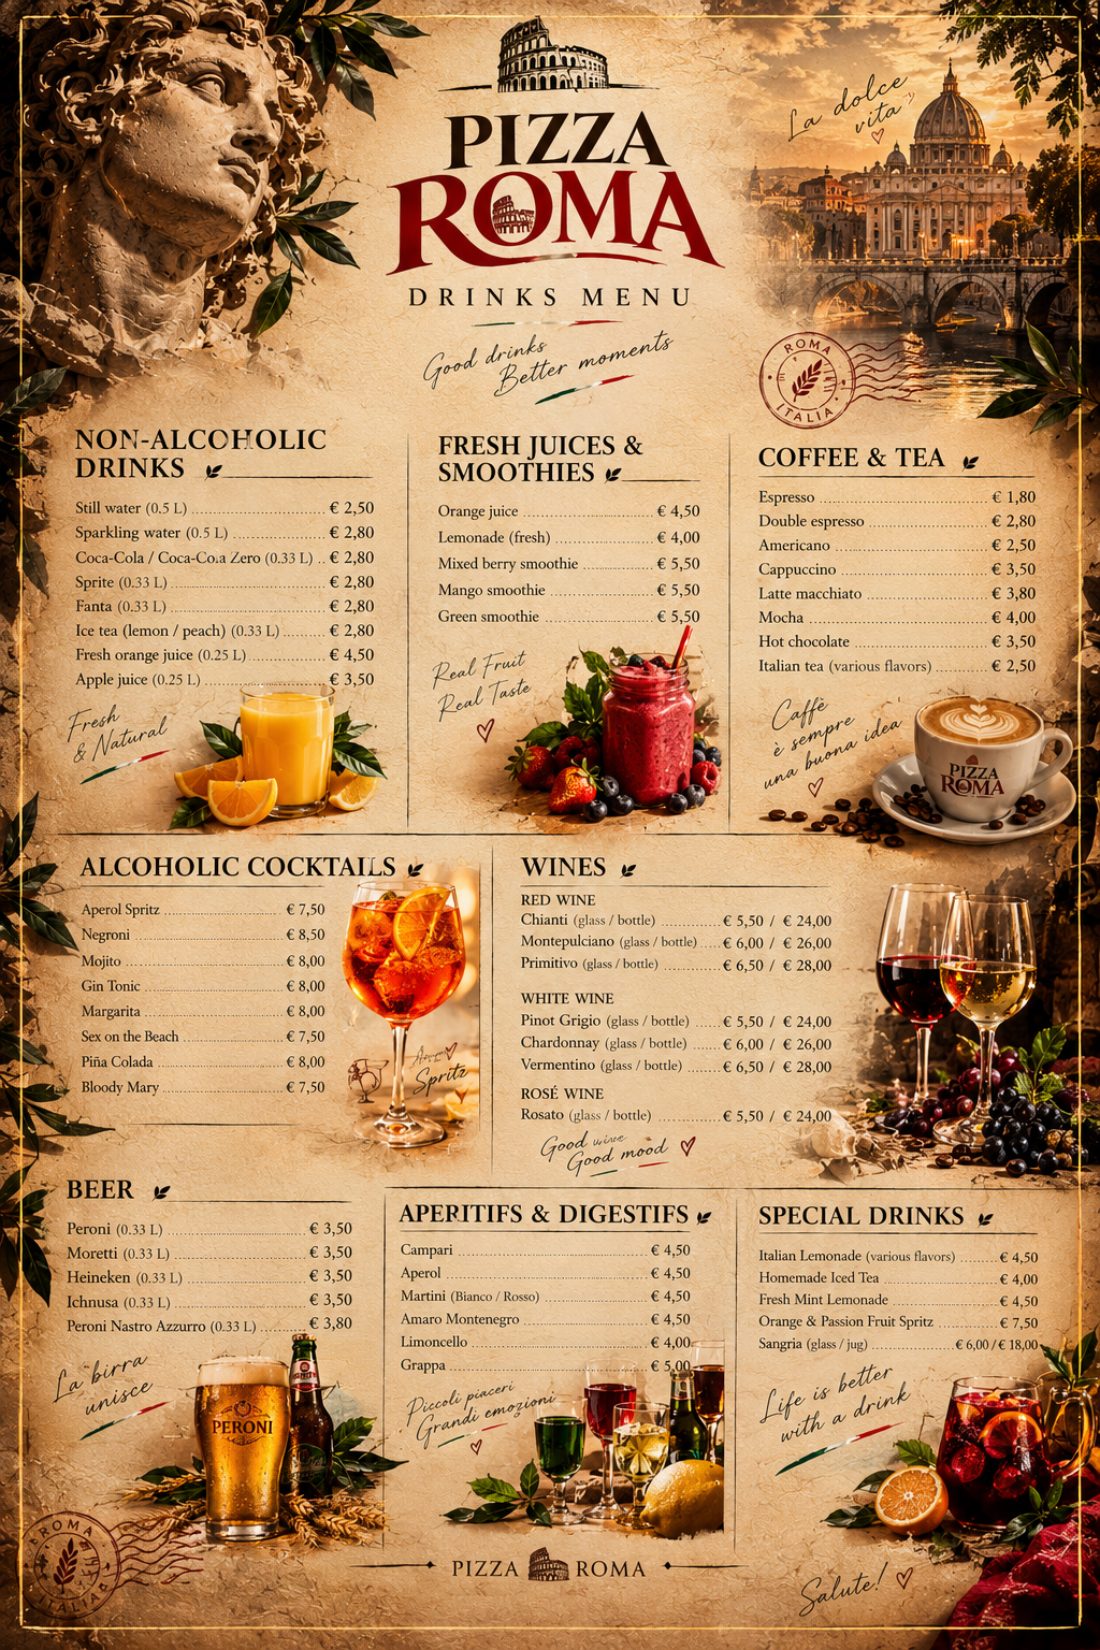 PIZZA
ROMA
DRINKS MENU
Good drinks
Better moments
La dolce
vita
ROMA
ITALIA
NON-ALCOHOLIC
DRINKS
Still water (0.5 L) € 2,50
Sparkling water (0.5 L) € 2,80
Coca-Cola / Coca-Coıa Zero (0.33 L) € 2,80
Sprite (0.33 L) € 2,80
Fanta (0.33 L) € 2,80
Ice tea (lemon / peach) (0.33 L) € 2,80
Fresh orange juice (0.25 L) € 4,50
Apple juice (0.25 L) € 3,50
Fresh
& Natural
FRESH JUICES &
SMOOTHIES
Orange juice € 4,50
Lemonade (fresh) € 4,00
Mixed berry smoothie € 5,50
Mango smoothie € 5,50
Green smoothie € 5,50
Real Fruit
Real Taste
COFFEE & TEA
Espresso € 1,80
Double espresso € 2,80
Americano € 2,50
Cappuccino € 3,50
Latte macchiato € 3,80
Mocha € 4,00
Hot chocolate € 3,50
Italian tea (various flavors) € 2,50
Caffè
è sempre
una buona idea
PIZZA
ROMA
ALCOHOLIC COCKTAILS
Aperol Spritz € 7,50
Negroni € 8,50
Mojito € 8,00
Gin Tonic € 8,00
Margarita € 8,00
Sex on the Beach € 7,50
Piña Colada € 8,00
Bloody Mary € 7,50
Spritz
WINES
RED WINE
Chianti (glass / bottle) € 5,50 / € 24,00
Montepulciano (glass / bottle) € 6,00 / € 26,00
Primitivo (glass / bottle) € 6,50 / € 28,00
WHITE WINE
Pinot Grigio (glass / bottle) € 5,50 / € 24,00
Chardonnay (glass / bottle) € 6,00 / € 26,00
Vermentino (glass / bottle) € 6,50 / € 28,00
ROSÉ WINE
Rosato (glass / bottle) € 5,50 / € 24,00
Good wine
Good mood
BEER
Peroni (0.33 L) € 3,50
Moretti (0.33 L) € 3,50
Heineken (0.33 L) € 3,50
Ichnusa (0.33 L) € 3,50
Peroni Nastro Azzurro (0.33 L) € 3,80
La birra
unisce
PERONI
APERITIFS & DIGESTIFS
Campari € 4,50
Aperol € 4,50
Martini (Bianco / Rosso) € 4,50
Amaro Montenegro € 4,50
Limoncello € 4,00
Grappa € 5,00
Piccoli piaceri
Grandi emozioni
SPECIAL DRINKS
Italian Lemonade (various flavors) € 4,50
Homemade Iced Tea € 4,00
Fresh Mint Lemonade € 4,50
Orange & Passion Fruit Spritz € 7,50
Sangria (glass / jug) € 6,00 / € 18,00
Life is better
with a drink
ROMA
ITALIA
PIZZA ROMA
Salute!